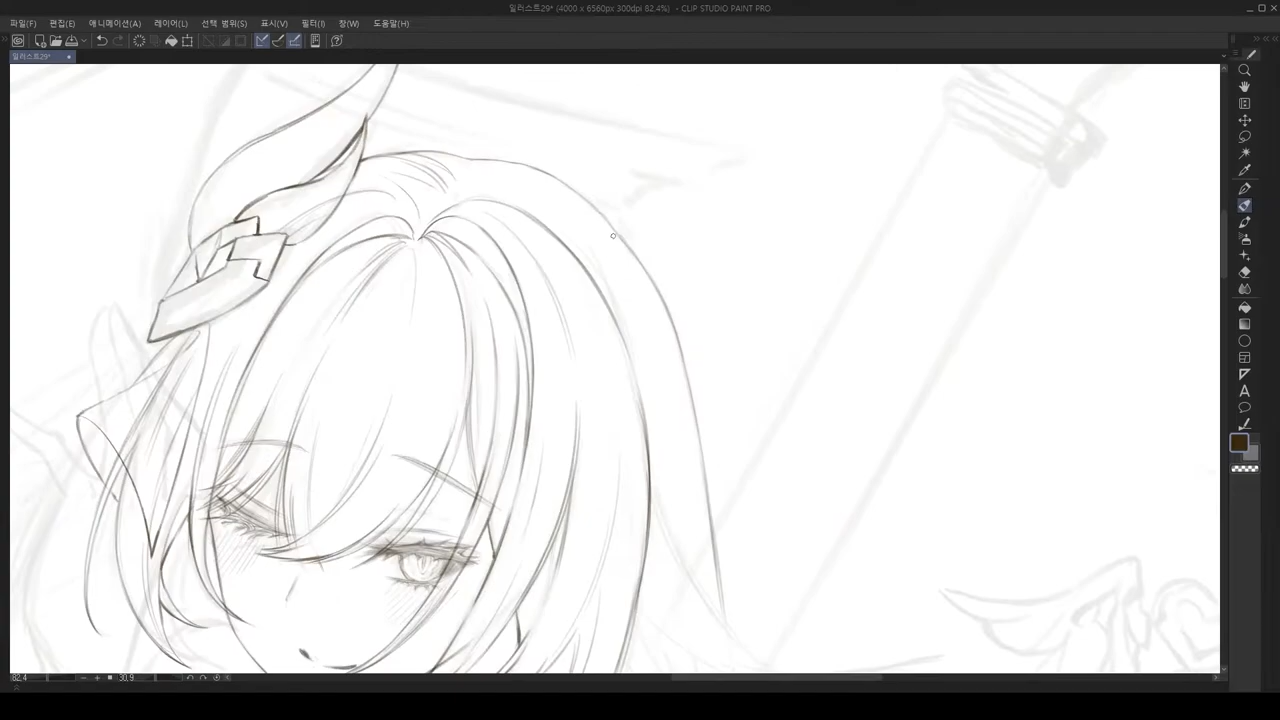 일러스트29* (4000 x 6560px 300dpi 82.4%) - CLIP STUDIO PAINT PRO
파일(F) 편집(E) 애니메이션(A) 레이어(L) 선택 범위(S) 표시(V) 필터(I) 창(W) 도움말(H)
일러스트29*
82.4 30.9